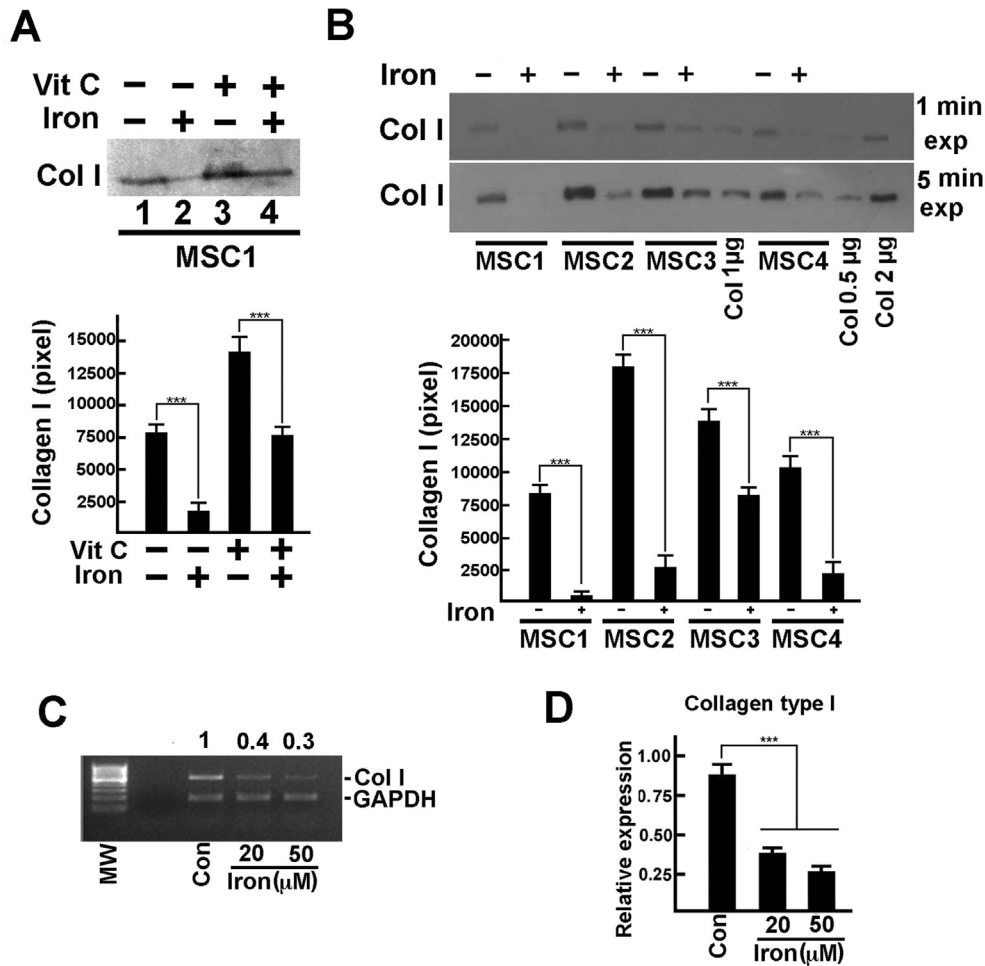 A
Vit C − − + +
Iron − + − +
Col I
1 2 3 4
MSC1
Collagen I (pixel)
15000
12500
10000
7500
5000
2500
*** ***
Vit C − − + +
Iron − + − +
B
Iron − + − + − + − +
Col I 1 min exp
Col I 5 min exp
MSC1 MSC2 MSC3 Col 1μg MSC4 Col 0.5 μg Col 2 μg
Collagen I (pixel)
20000
17500
15000
12500
10000
7500
5000
2500
*** *** *** ***
Iron − + − + − + − +
MSC1 MSC2 MSC3 MSC4
C
1 0.4 0.3
-Col I
-GAPDH
MW Con 20 50
Iron (μM)
D
Collagen type I
Relative expression
1.00
0.75
0.50
0.25
***
Con 20 50
Iron (μM)